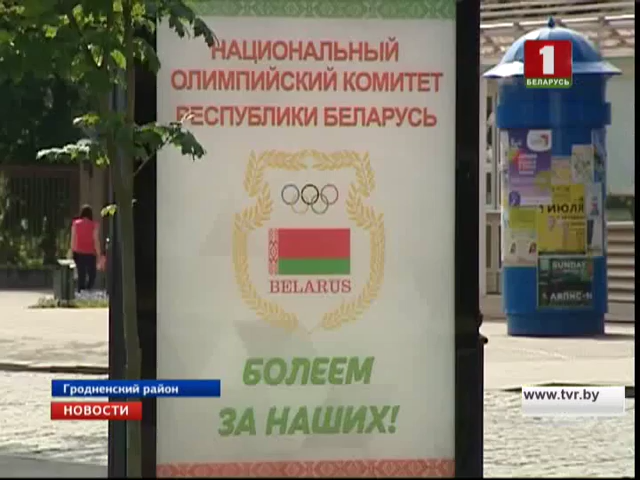 НАЦИОНАЛЬНЫЙ
ОЛИМПИЙСКИЙ КОМИТЕТ
РЕСПУБЛИКИ БЕЛАРУСЬ
BELARUS
БОЛЕЕМ
ЗА НАШИХ!
1
БЕЛАРУСЬ
1 ИЮЛЯ
SUNDAY
Гродненский район
НОВОСТИ
www.tvr.by